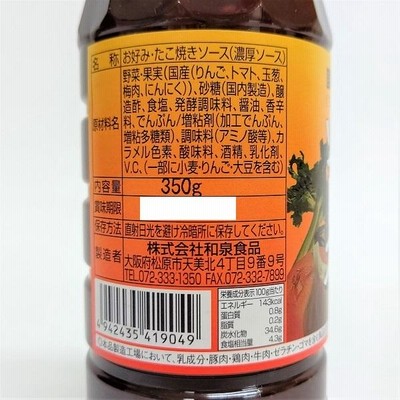 名　称 お好み・たこ焼きソース(濃厚ソース)
原材料名 野菜・果実(国産(りんご、トマト、玉葱、
梅肉、にんにく))、砂糖(国内製造)、醸
造酢、食塩、発酵調味料、醤油、香辛
料、でんぷん/増粘剤(加工でんぷん、
増粘多糖類)、調味料(アミノ酸等)、カ
ラメル色素、酸味料、酒精、乳化剤、
V.C.、(一部に小麦・りんご・大豆を含む)
内容量 350g
賞味期限
保存方法 直射日光を避け冷暗所に保存してください。
製造者 株式会社和泉食品
大阪府松原市天美北4丁目9番9号
TEL.072-333-1350 FAX.072-332-7899
栄養成分表示100g当たり
エネルギー 143kcal
蛋白質 0.8g
脂質 0.2g
炭水化物 34.6g
食塩相当量 4.3g
4 942435 419049
本品製造工場において、乳成分・豚肉・鶏肉・牛肉・ゼラチン・ゴマを